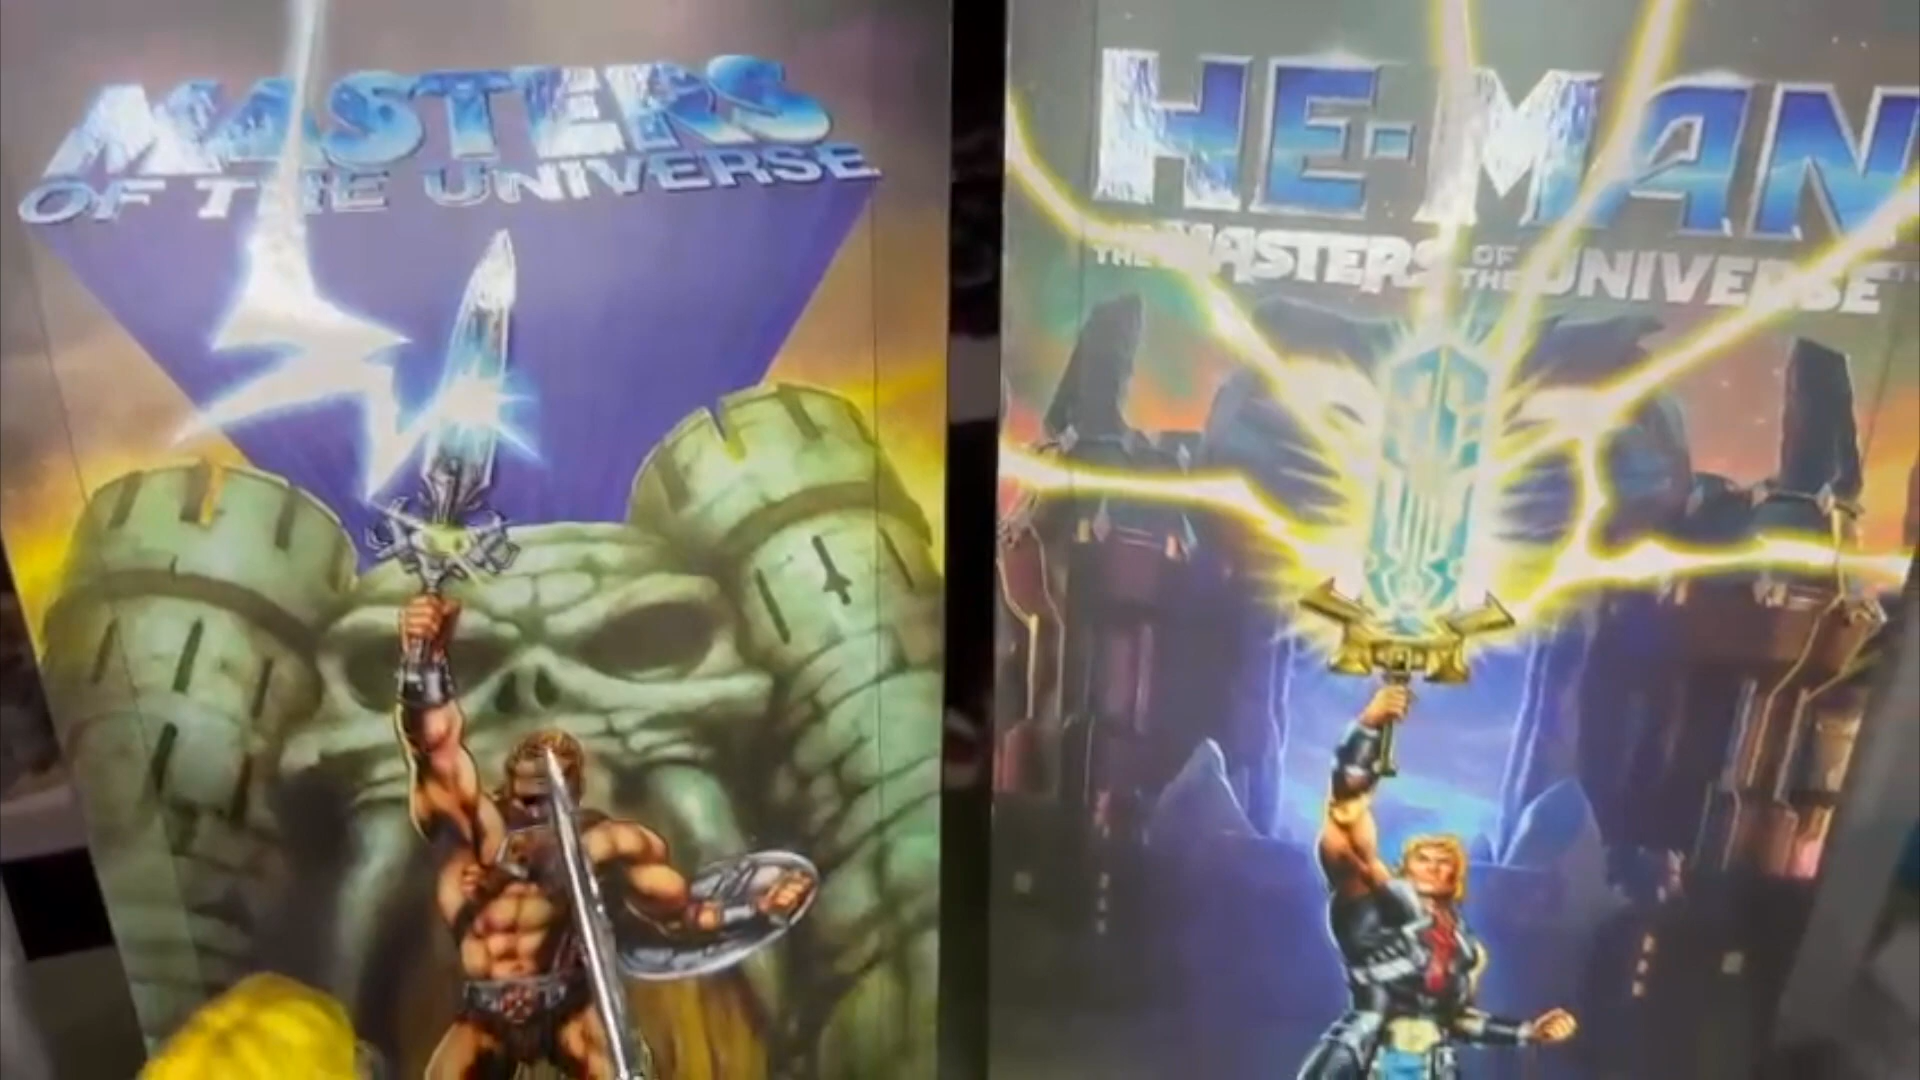 MASTERS
OF THE UNIVERSE
HE-MAN
THE MASTERS OF THE UNIVERSE